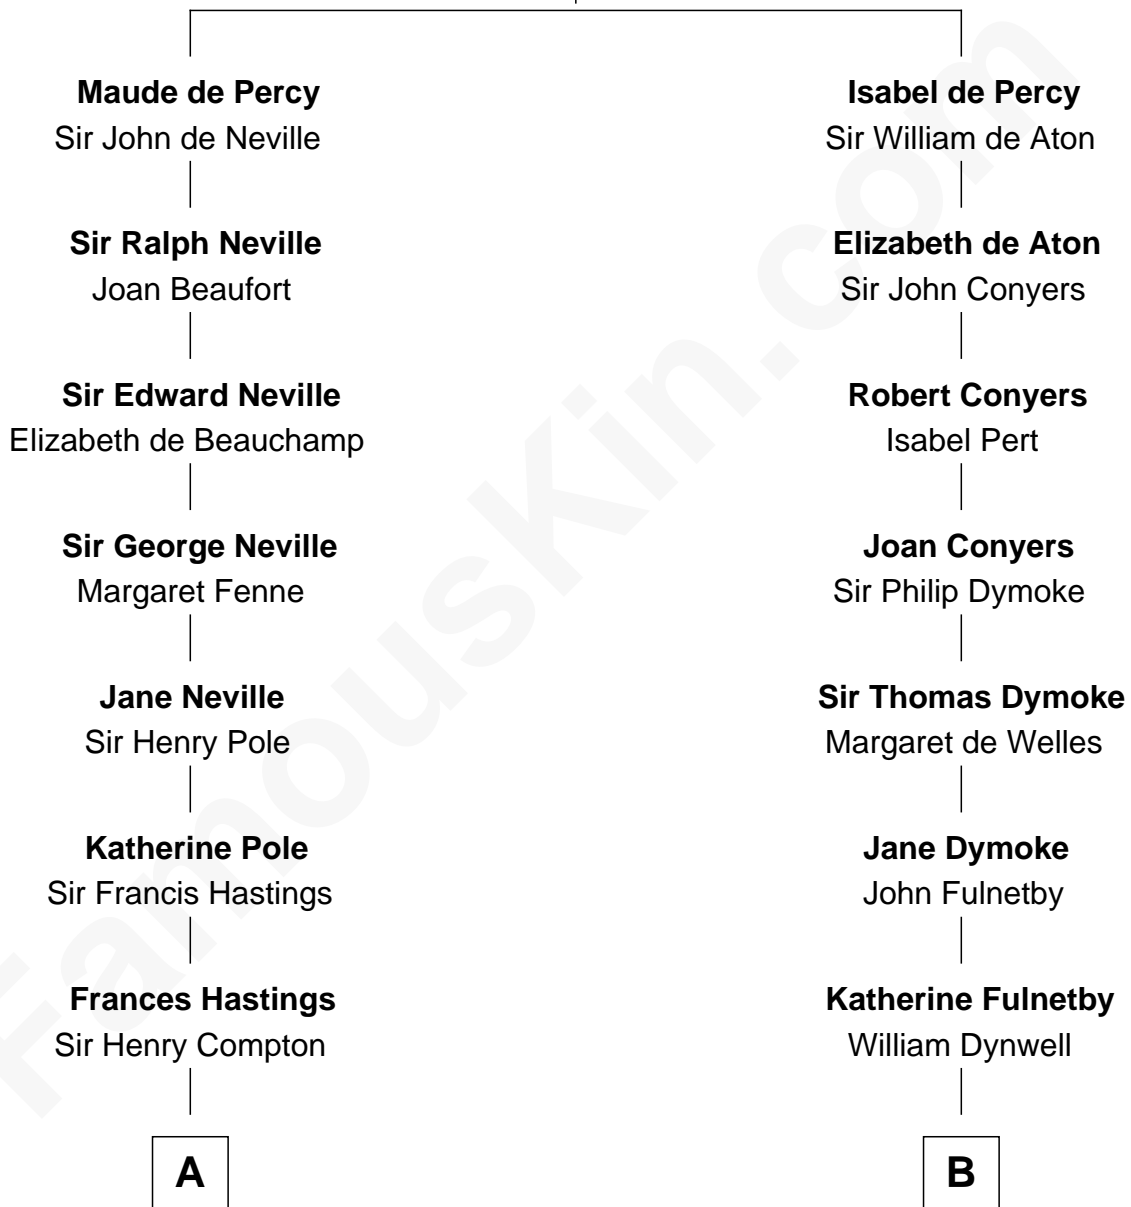 Maude de Percy
Sir John de Neville
Sir Ralph Neville
Joan Beaufort
Sir Edward Neville
Elizabeth de Beauchamp
Sir George Neville
Margaret Fenne
Jane Neville
Sir Henry Pole
Katherine Pole
Sir Francis Hastings
Frances Hastings
Sir Henry Compton
A
Isabel de Percy
Sir William de Aton
Elizabeth de Aton
Sir John Conyers
Robert Conyers
Isabel Pert
Joan Conyers
Sir Philip Dymoke
Sir Thomas Dymoke
Margaret de Welles
Jane Dymoke
John Fulnetby
Katherine Fulnetby
William Dynwell
B
FamousKin.com